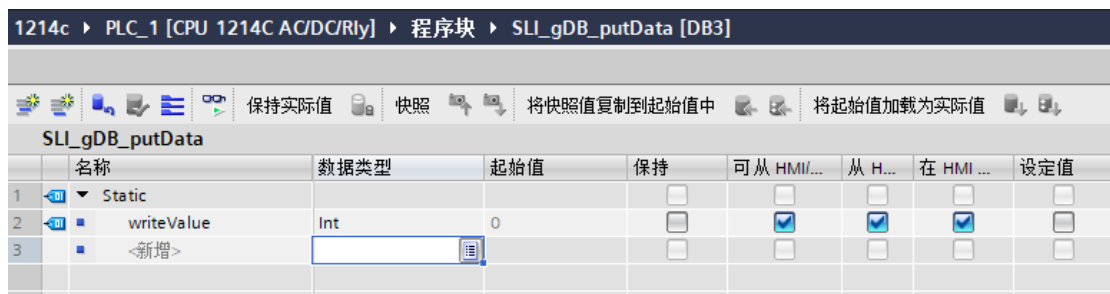 1214c ▸ PLC_1 [CPU 1214C AC/DC/Rly] ▸ 程序块 ▸ SLI_gDB_putData [DB3]
保持实际值 快照 将快照值复制到起始值中 将起始值加载为实际值
SLI_gDB_putData
名称 数据类型 起始值 保持 可从 HMI/... 从 H... 在 HMI ... 设定值
1 Static
2 writeValue Int 0
3 <新增>